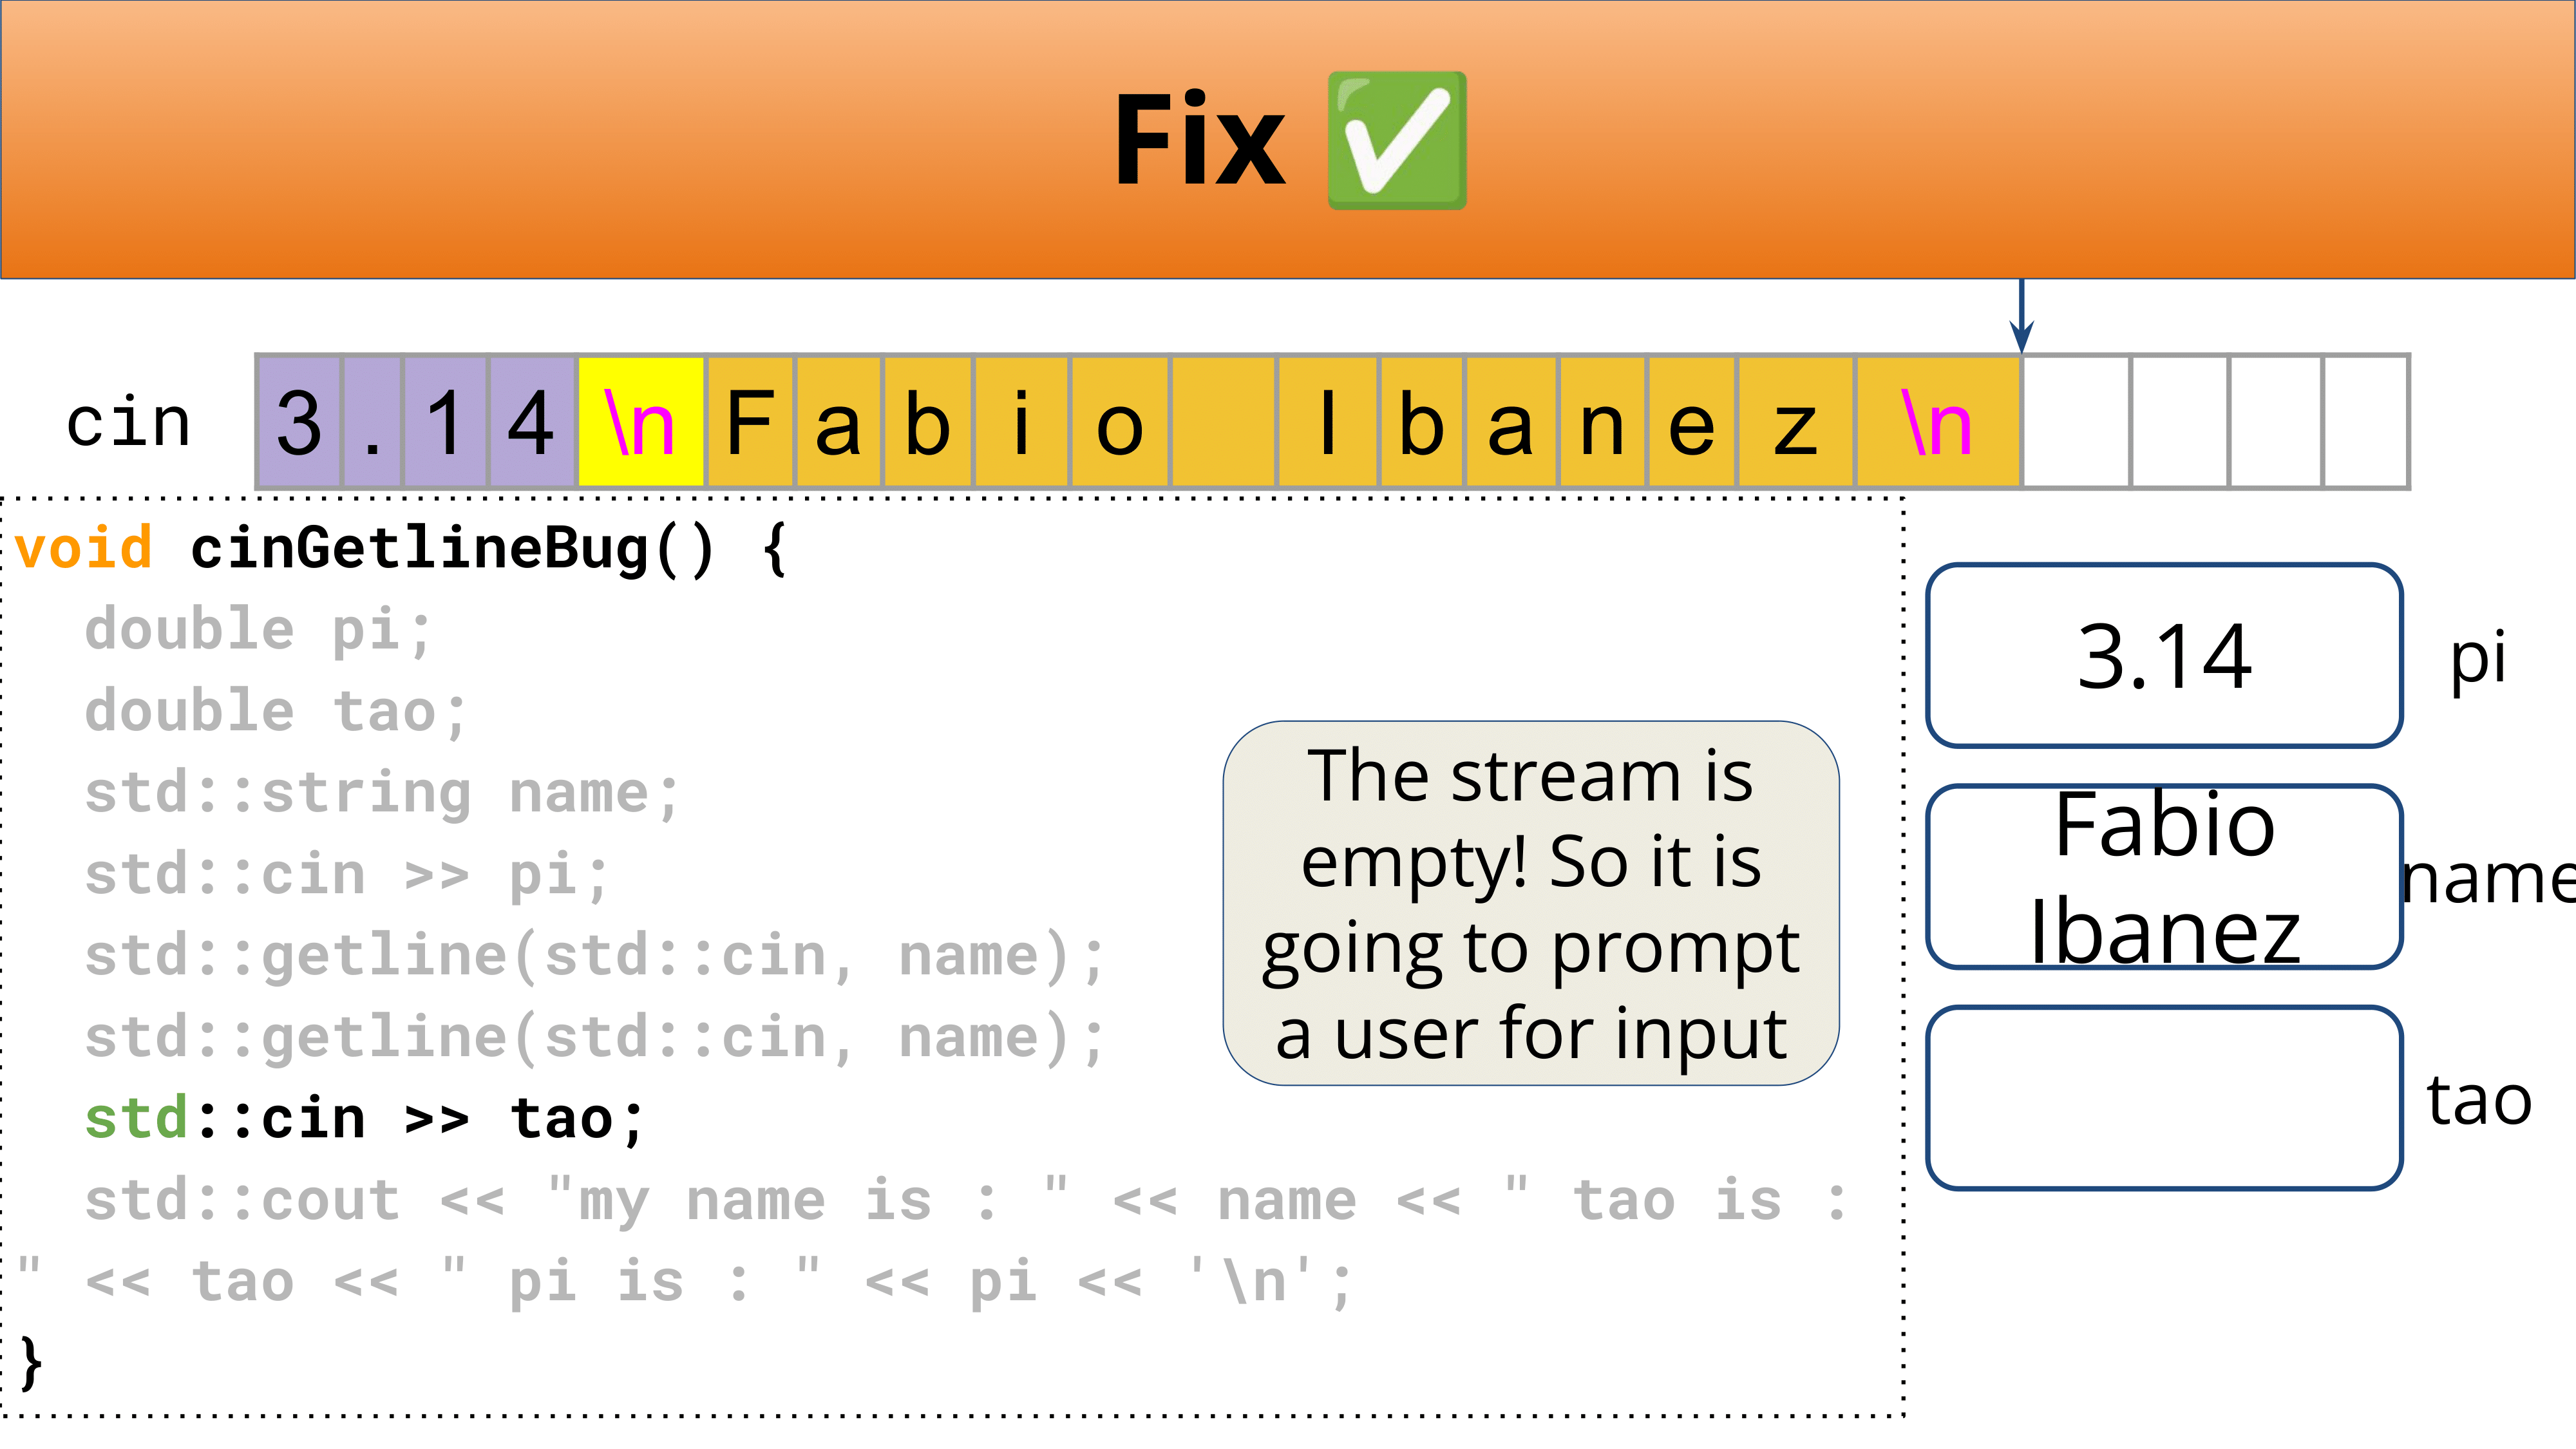 Fix ✅
cin 3 . 1 4 \n F a b i o I b a n e z \n
void cinGetlineBug() {
double pi;
double tao;
std::string name;
std::cin >> pi;
std::getline(std::cin, name);
std::getline(std::cin, name);
std::cin >> tao;
std::cout << "my name is : " << name << " tao is :
" << tao << " pi is : " << pi << '\n';
}
The stream is
empty! So it is
going to prompt
a user for input
3.14
pi
Fabio
Ibanez
name
tao